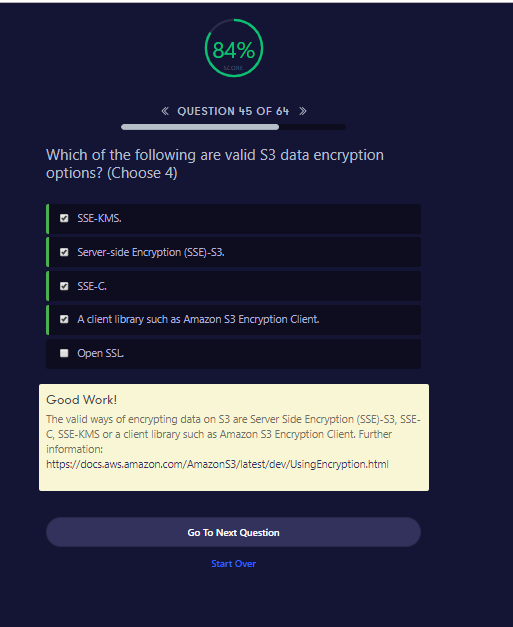 84%
SCORE
« QUESTION 45 OF 64 »
Which of the following are valid S3 data encryption
options? (Choose 4)
SSE-KMS.
Server-side Encryption (SSE)-S3.
SSE-C.
A client library such as Amazon S3 Encryption Client.
Open SSL.
Good Work!
The valid ways of encrypting data on S3 are Server Side Encryption (SSE)-S3, SSE-
C, SSE-KMS or a client library such as Amazon S3 Encryption Client. Further
information:
https://docs.aws.amazon.com/AmazonS3/latest/dev/UsingEncryption.html
Go To Next Question
Start Over